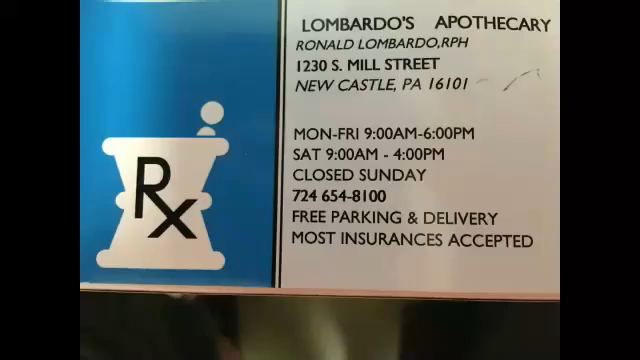 LOMBARDO'S APOTHECARY
RONALD LOMBARDO,RPH
1230 S. MILL STREET
NEW CASTLE, PA 16101
MON-FRI 9:00AM-6:00PM
SAT 9:00AM - 4:00PM
CLOSED SUNDAY
724 654-8100
FREE PARKING & DELIVERY
MOST INSURANCES ACCEPTED
Rx